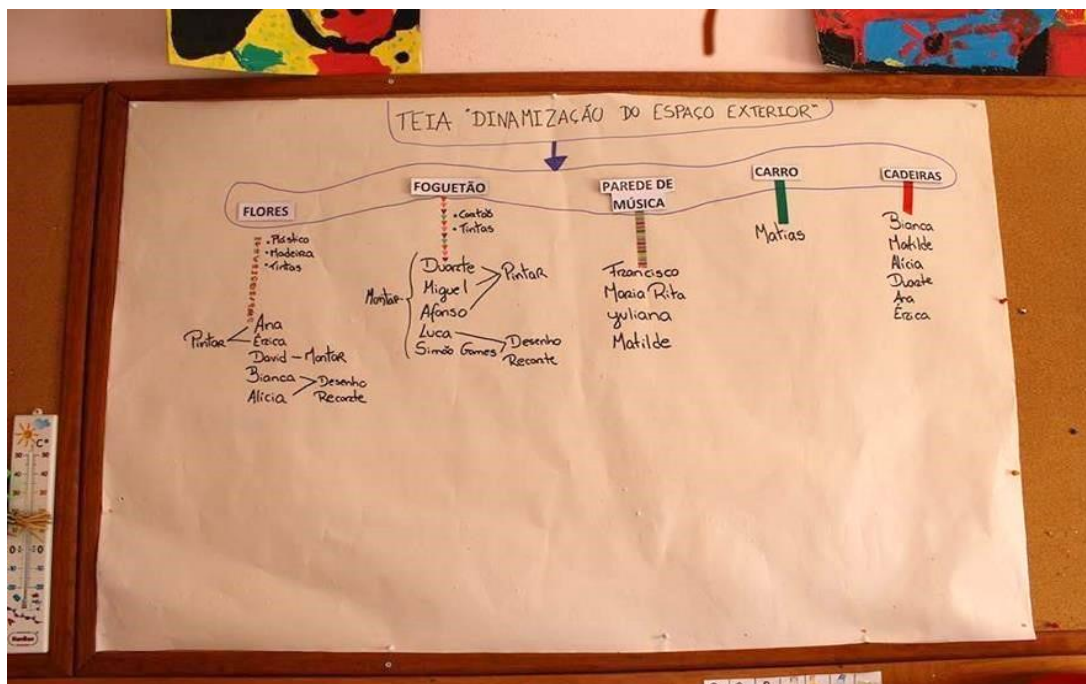 TEIA "DINAMIZAÇÃO DO ESPAÇO EXTERIOR"
FLORES
• Plástico
• Madeira
• Tintas
Pintar
Ana
Érica
David – Montar
Bianca
Alícia
Desenho
Recorte
FOGUETÃO
• Cartão
• Tintas
Montar
Duarte
Miguel
Afonso
Pintar
Luca
Simão Gomes
Desenho
Recorte
PAREDE DE
MÚSICA
Francisco
Maria Rita
Yuliana
Matilde
CARRO
Matias
CADEIRAS
Bianca
Matilde
Alícia
Duarte
Ana
Érica
C°